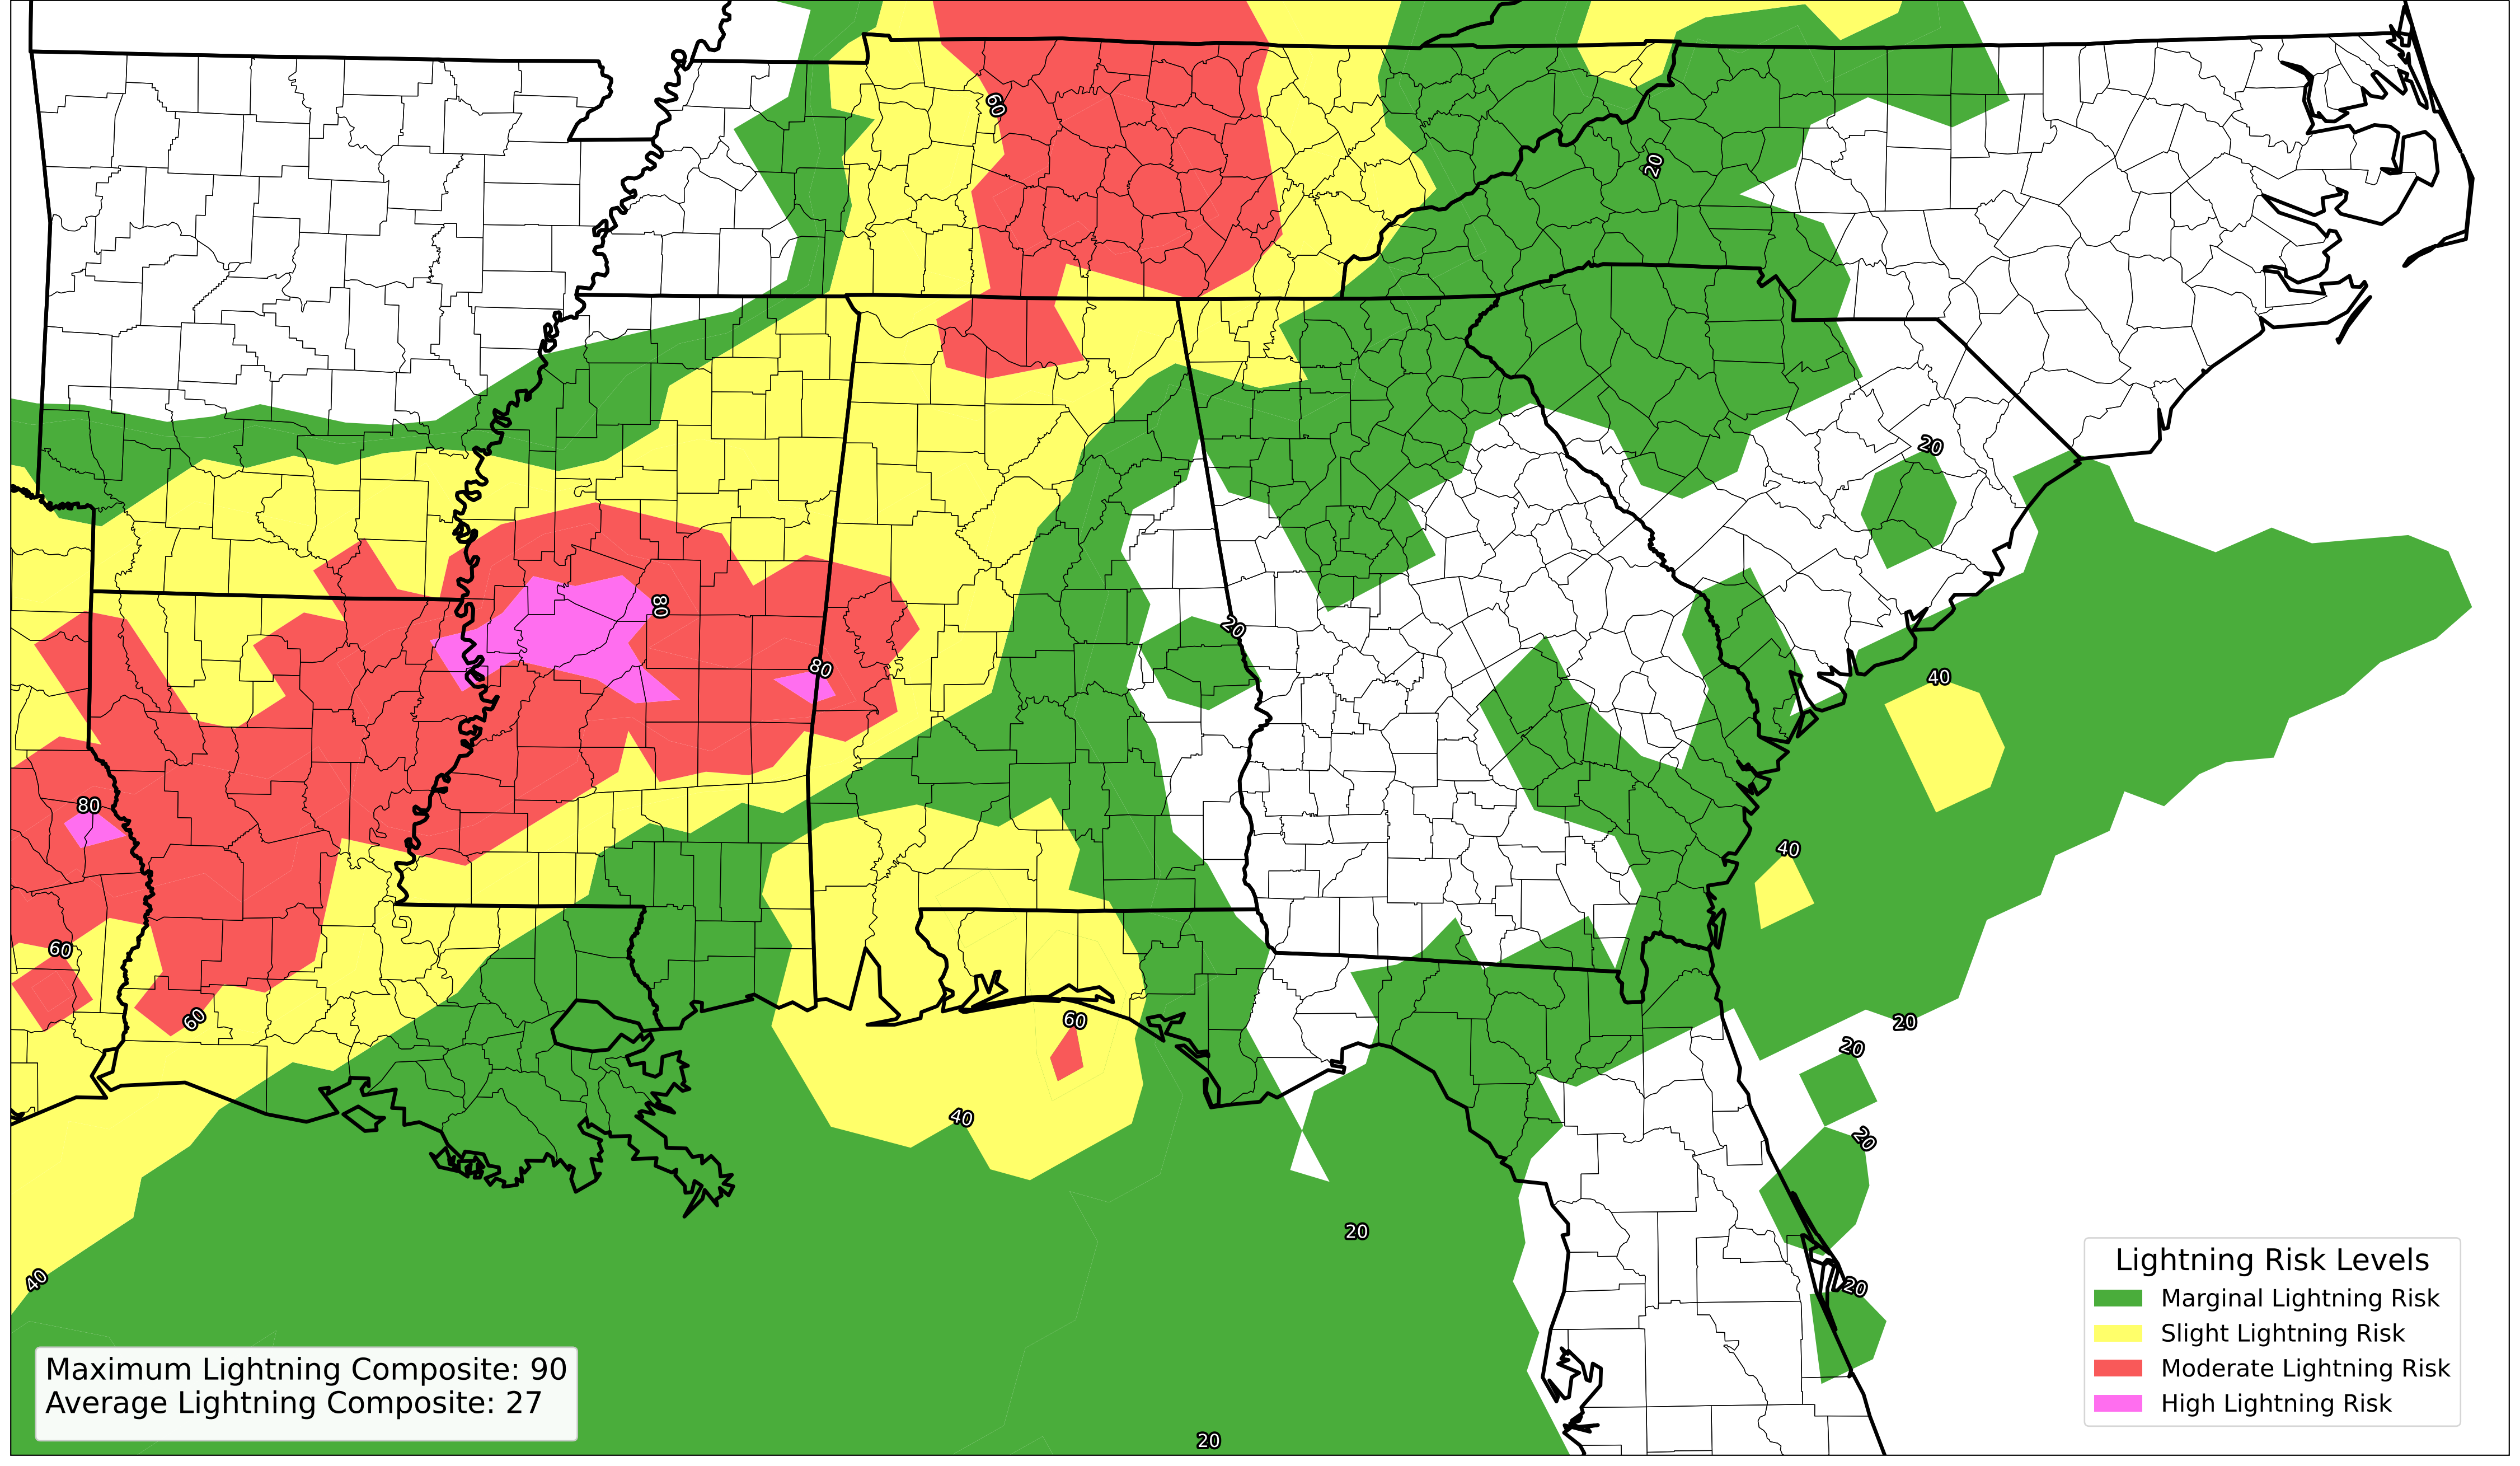 60
20
20
80
20
80
40
80
40
60
60
60
20
20
40
20
20
40
20
20
Lightning Risk Levels
Marginal Lightning Risk
Slight Lightning Risk
Moderate Lightning Risk
High Lightning Risk
Maximum Lightning Composite: 90
Average Lightning Composite: 27